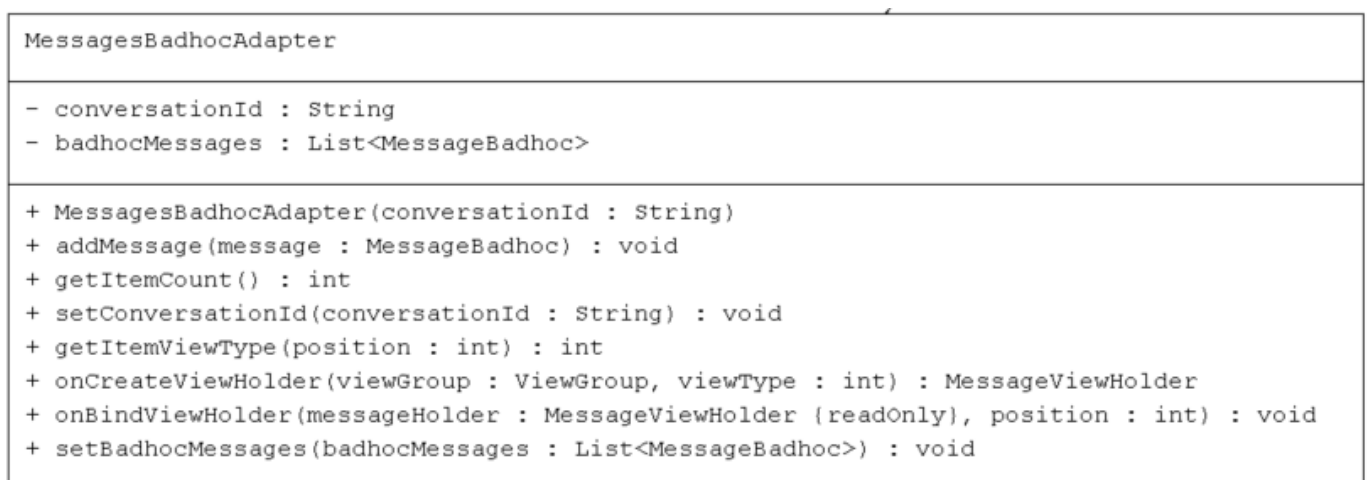 MessagesBadhocAdapter
- conversationId : String
- badhocMessages : List<MessageBadhoc>
+ MessagesBadhocAdapter(conversationId : String)
+ addMessage(message : MessageBadhoc) : void
+ getItemCount() : int
+ setConversationId(conversationId : String) : void
+ getItemViewType(position : int) : int
+ onCreateViewHolder(viewGroup : ViewGroup, viewType : int) : MessageViewHolder
+ onBindViewHolder(messageHolder : MessageViewHolder {readOnly}, position : int) : void
+ setBadhocMessages(badhocMessages : List<MessageBadhoc>) : void